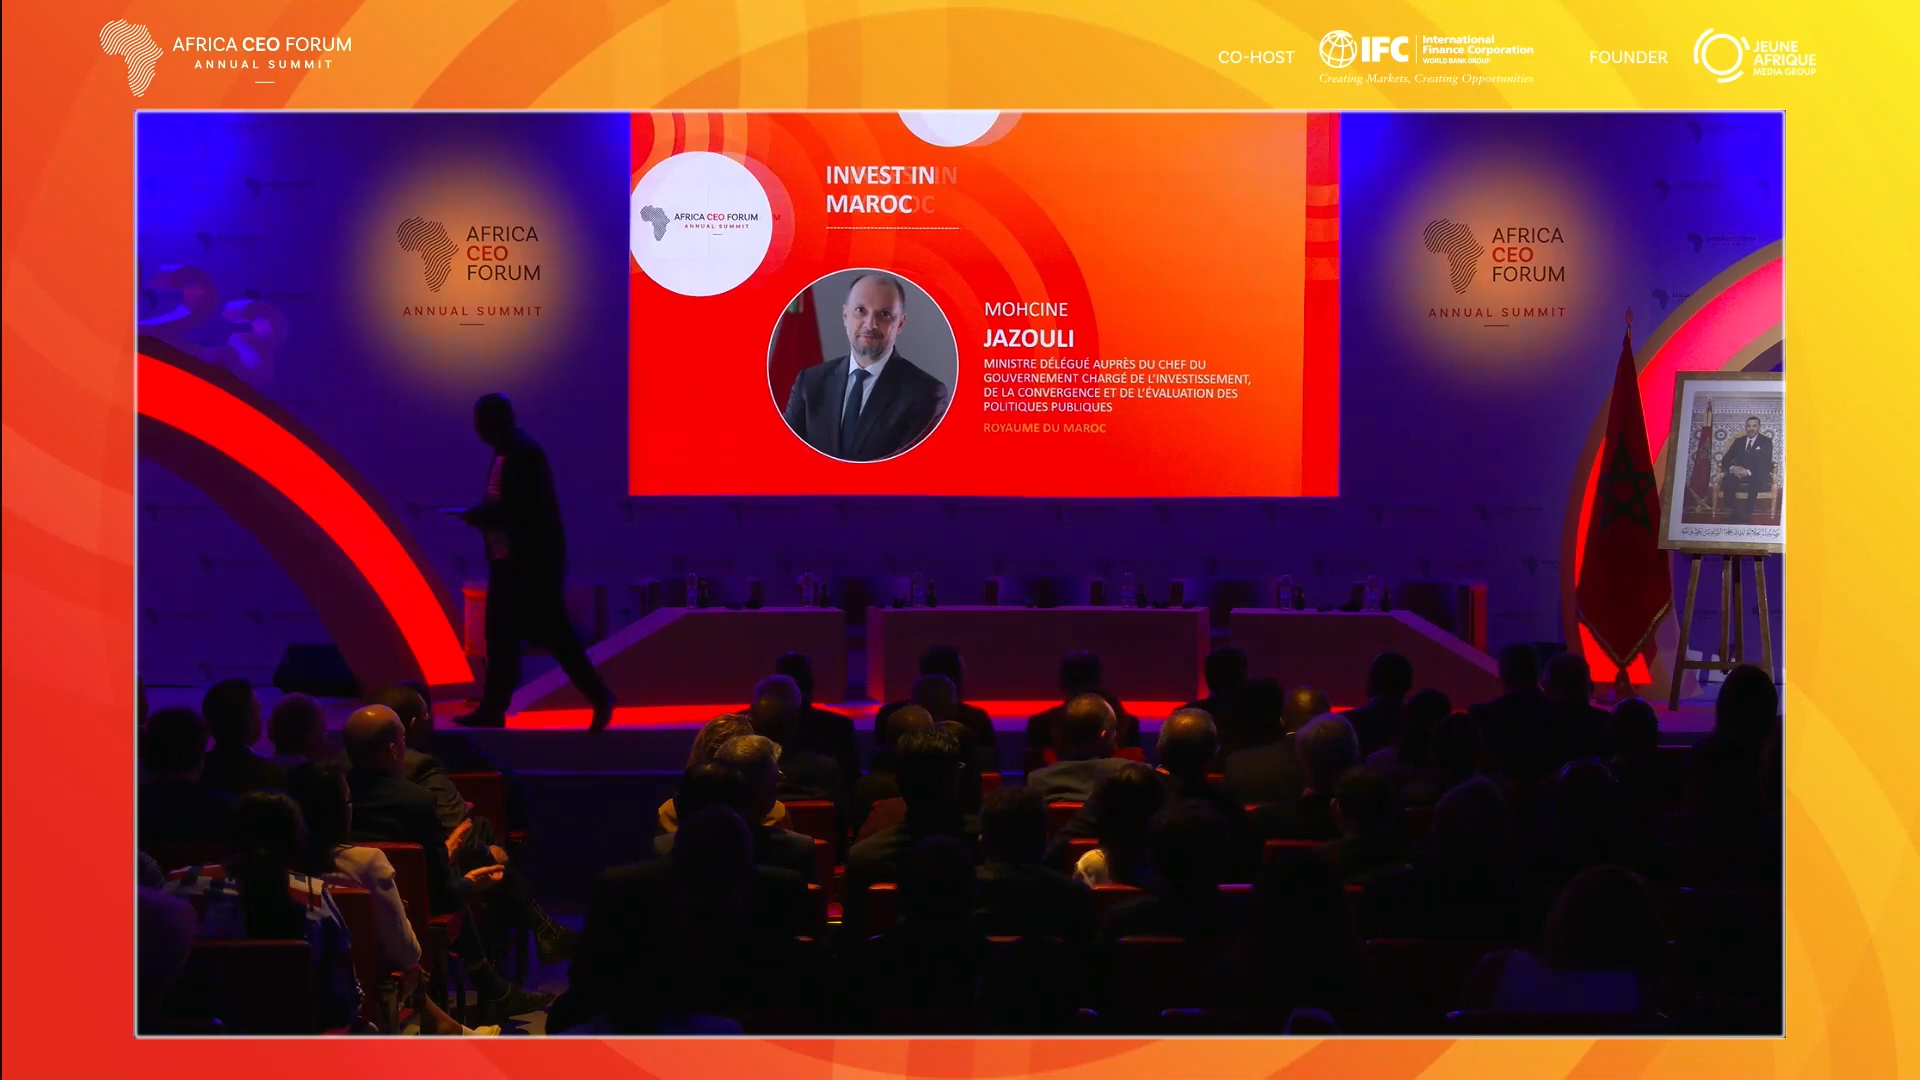 AFRICA CEO FORUM
ANNUAL SUMMIT
CO-HOST
IFC
International
Finance Corporation
WORLD BANK GROUP
Creating Markets, Creating Opportunities
FOUNDER
JEUNE
AFRIQUE
MEDIA GROUP
AFRICA
CEO
FORUM
ANNUAL SUMMIT
AFRICA CEO FORUM
ANNUAL SUMMIT
INVEST IN
MAROC
MOHCINE
JAZOULI
MINISTRE DÉLÉGUÉ AUPRÈS DU CHEF DU
GOUVERNEMENT CHARGÉ DE L'INVESTISSEMENT,
DE LA CONVERGENCE ET DE L'ÉVALUATION DES
POLITIQUES PUBLIQUES
ROYAUME DU MAROC
AFRICA
CEO
FORUM
ANNUAL SUMMIT